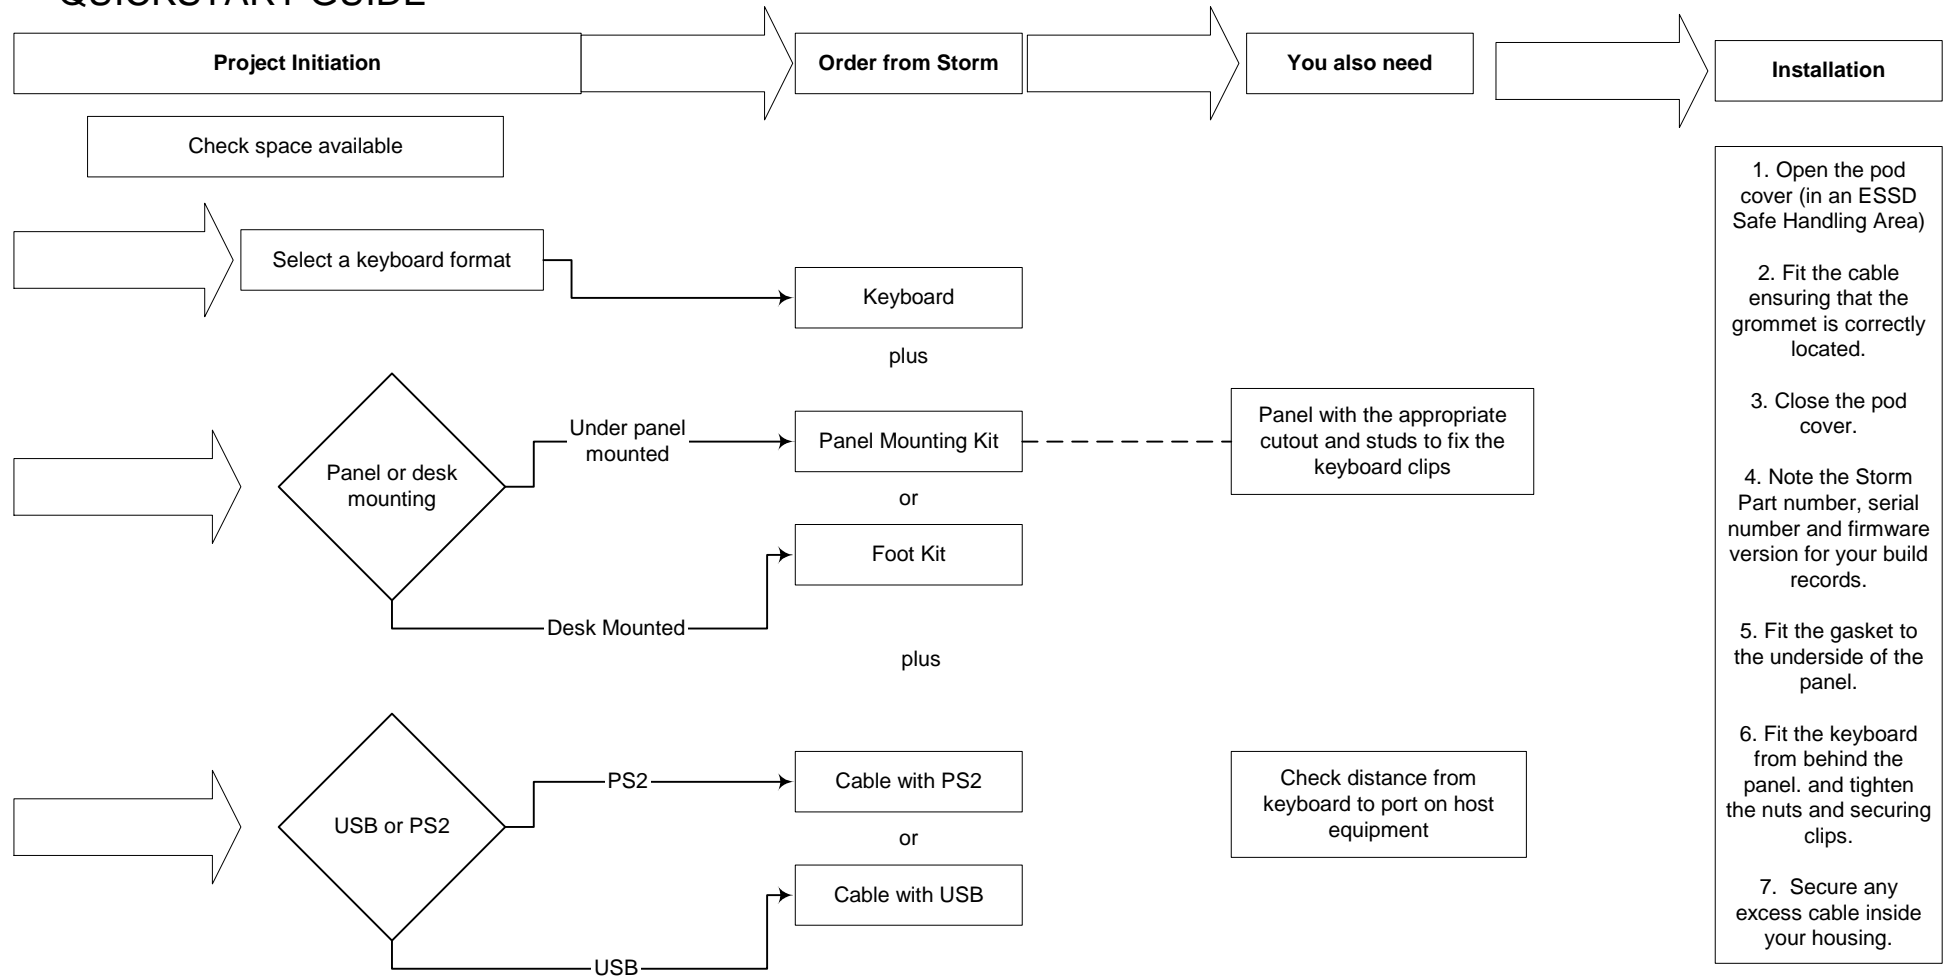 QUICKSTART GUIDE
Project Initiation
Order from Storm
You also need
Installation
Check space available
Select a keyboard format
Keyboard
plus
Panel or desk
mounting
Under panel
mounted
Panel Mounting Kit
Panel with the appropriate
cutout and studs to fix the
keyboard clips
or
Foot Kit
Desk Mounted
plus
USB or PS2
PS2
Cable with PS2
Check distance from
keyboard to port on host
equipment
or
Cable with USB
USB
1. Open the pod
cover (in an ESSD
Safe Handling Area)
2. Fit the cable
ensuring that the
grommet is correctly
located.
3. Close the pod
cover.
4. Note the Storm
Part number, serial
number and firmware
version for your build
records.
5. Fit the gasket to
the underside of the
panel.
6. Fit the keyboard
from behind the
panel. and tighten
the nuts and securing
clips.
7. Secure any
excess cable inside
your housing.